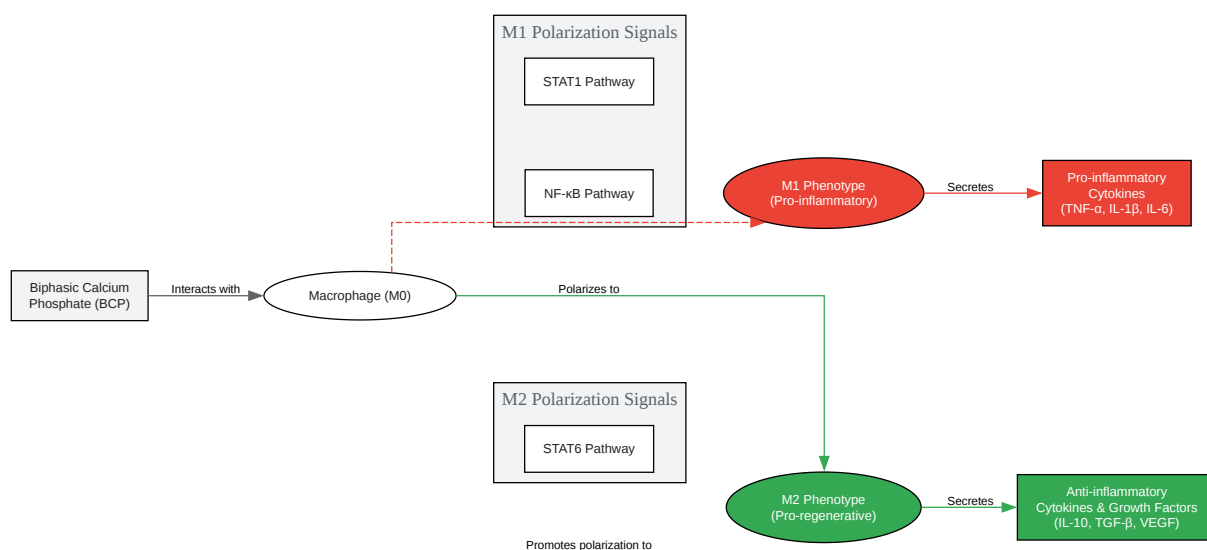 M1 Polarization Signals
STAT1 Pathway
NF-κB Pathway
M1 Phenotype
(Pro-inflammatory)
Secretes
Pro-inflammatory
Cytokines
(TNF-α, IL-1β, IL-6)
Biphasic Calcium
Phosphate (BCP)
Interacts with
Macrophage (M0)
Polarizes to
M2 Polarization Signals
STAT6 Pathway
M2 Phenotype
(Pro-regenerative)
Secretes
Anti-inflammatory
Cytokines & Growth Factors
(IL-10, TGF-β, VEGF)
Promotes polarization to